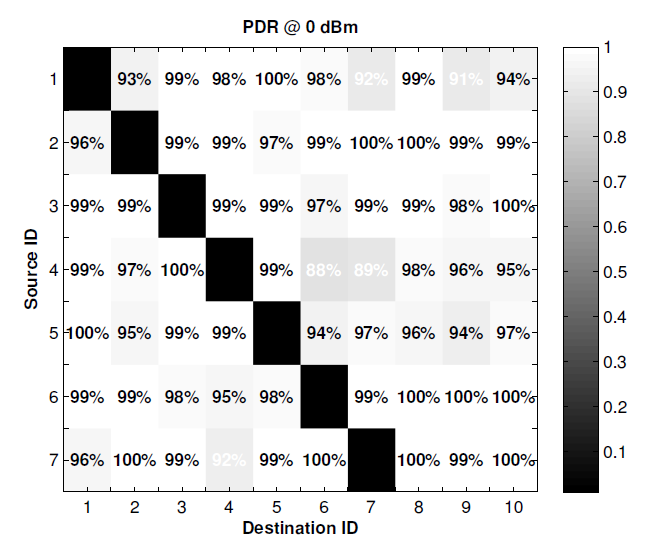 PDR @ 0 dBm
1 93% 99% 98% 100% 98% 92% 99% 91% 94%
2 96% 99% 99% 97% 99% 100% 100% 99% 99%
3 99% 99% 99% 99% 97% 99% 99% 98% 100%
4 99% 97% 100% 99% 88% 89% 98% 96% 95%
5 100% 95% 99% 99% 94% 97% 96% 94% 97%
6 99% 99% 98% 95% 98% 99% 100% 100% 100%
7 96% 100% 99% 92% 99% 100% 100% 99% 100%
1 2 3 4 5 6 7 8 9 10
Source ID
Destination ID
1
0.9
0.8
0.7
0.6
0.5
0.4
0.3
0.2
0.1